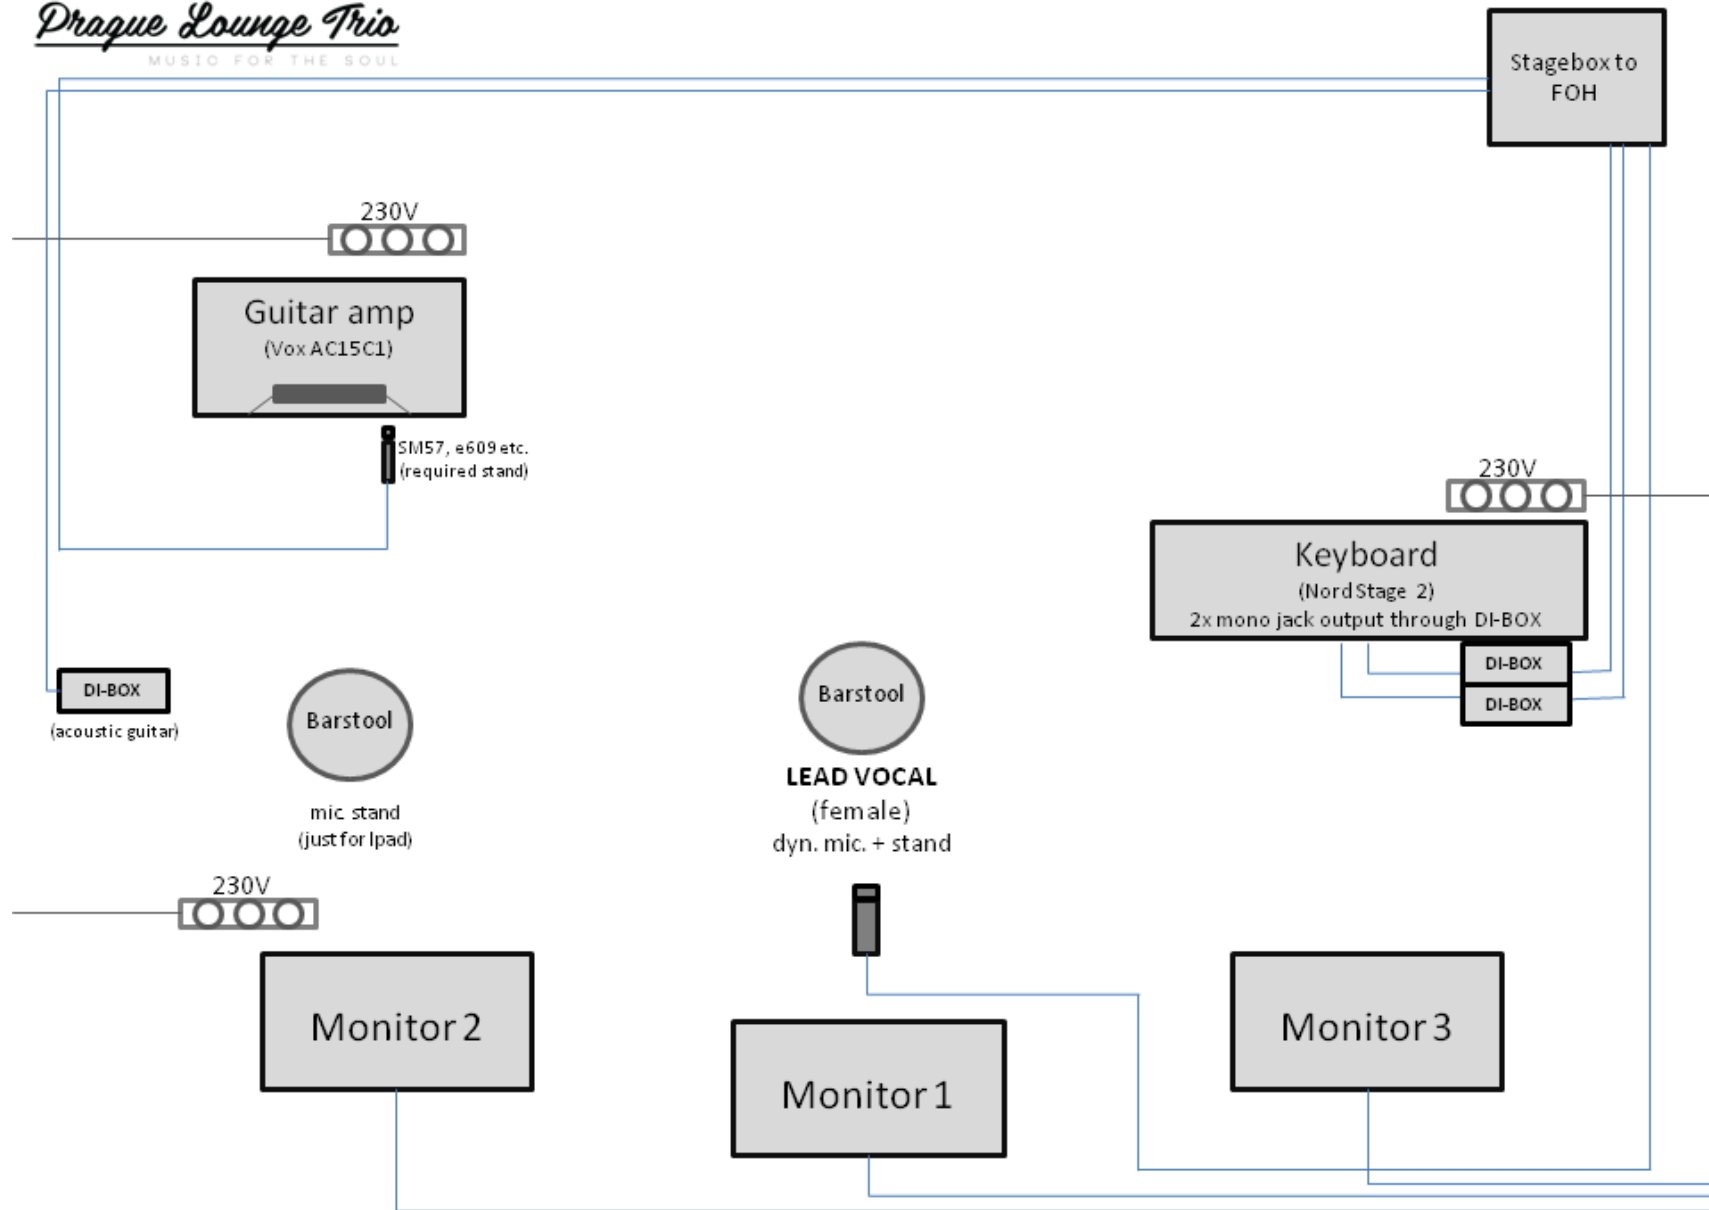 Prague Lounge Trio
MUSIC FOR THE SOUL
Stagebox to
FOH
230V
Guitar amp
(Vox AC15C1)
SM57, e609 etc.
(required stand)
230V
Keyboard
(Nord Stage 2)
2x mono jack output through DI-BOX
DI-BOX
DI-BOX
DI-BOX
(acoustic guitar)
Barstool
mic. stand
(just for Ipad)
Barstool
LEAD VOCAL
(female)
dyn. mic. + stand
230V
Monitor 2
Monitor 1
Monitor 3